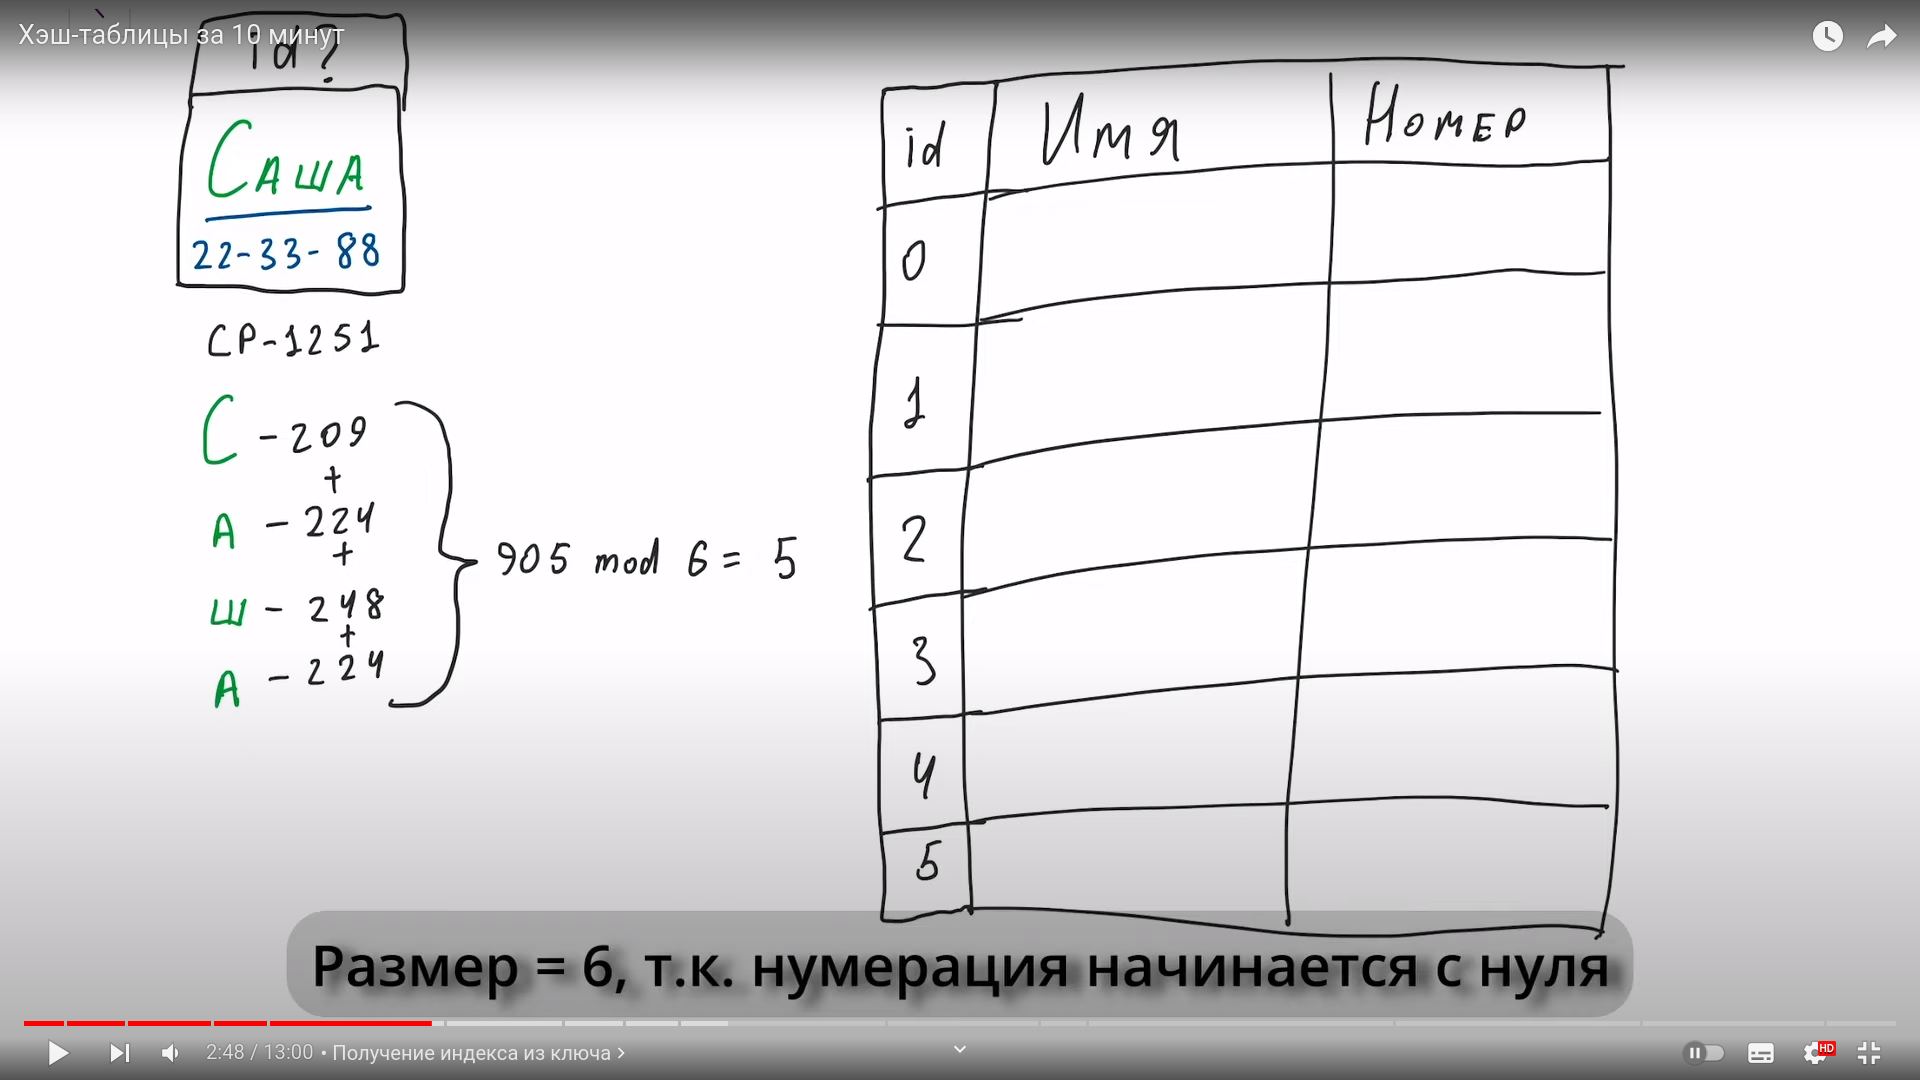 Хэш-таблицы за 10 минут
id?
Саша
22-33-88
CP-1251
С - 209
+
А - 224
+
Ш - 248
+
А - 224
905 mod 6 = 5
id Имя Номер
0
1
2
3
4
5
Размер = 6, т.к. нумерация начинается с нуля
2:48 / 13:00 • Получение индекса из ключа
HD